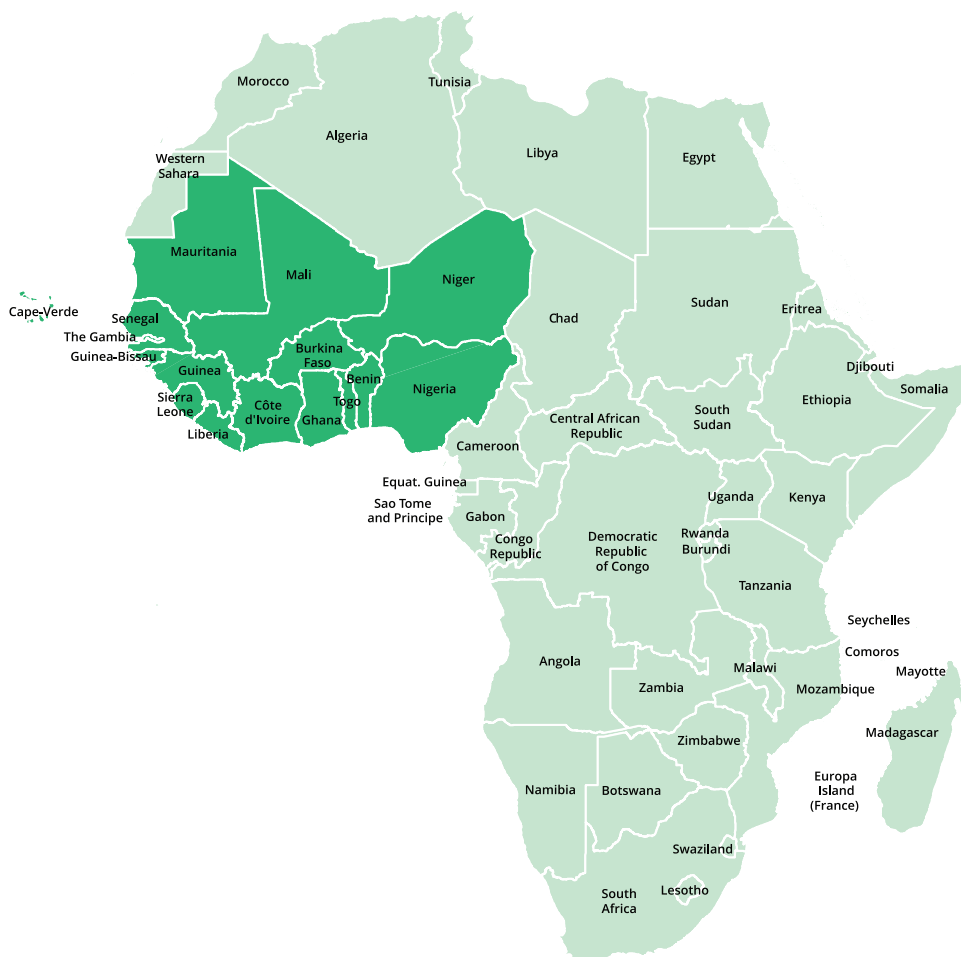 Morocco
Tunisia
Algeria
Libya
Egypt
Western
Sahara
Mauritania
Mali
Niger
Chad
Sudan
Eritrea
Cape-Verde
Senegal
The Gambia
Guinea-Bissau
Guinea
Sierra
Leone
Liberia
Côte
d'Ivoire
Burkina
Faso
Ghana
Togo
Benin
Nigeria
Djibouti
Somalia
Ethiopia
South
Sudan
Central African
Republic
Cameroon
Equat. Guinea
Sao Tome
and Principe
Gabon
Congo
Republic
Democratic
Republic
of Congo
Uganda
Kenya
Rwanda
Burundi
Tanzania
Seychelles
Comoros
Mayotte
Angola
Zambia
Malawi
Mozambique
Madagascar
Zimbabwe
Namibia
Botswana
Europa
Island
(France)
Swaziland
Lesotho
South
Africa